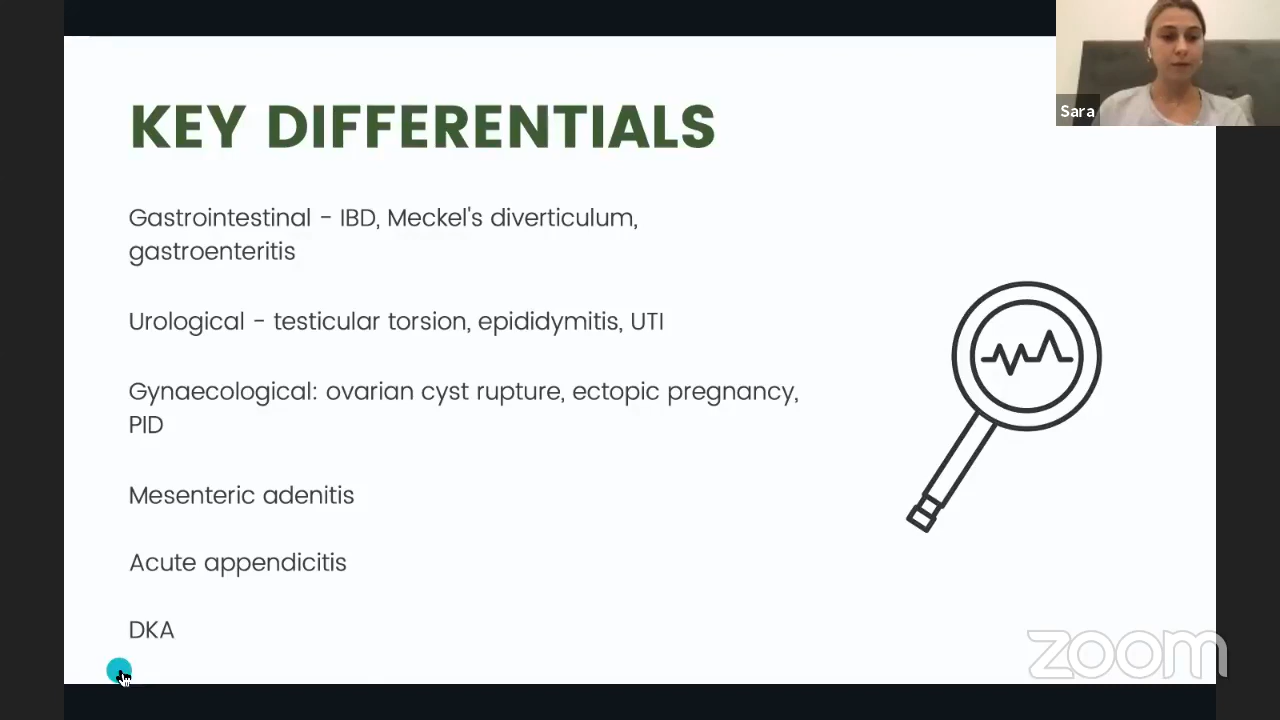 Sara
KEY DIFFERENTIALS
Gastrointestinal - IBD, Meckel's diverticulum,
gastroenteritis
Urological - testicular torsion, epididymitis, UTI
Gynaecological: ovarian cyst rupture, ectopic pregnancy,
PID
Mesenteric adenitis
Acute appendicitis
DKA
zoom